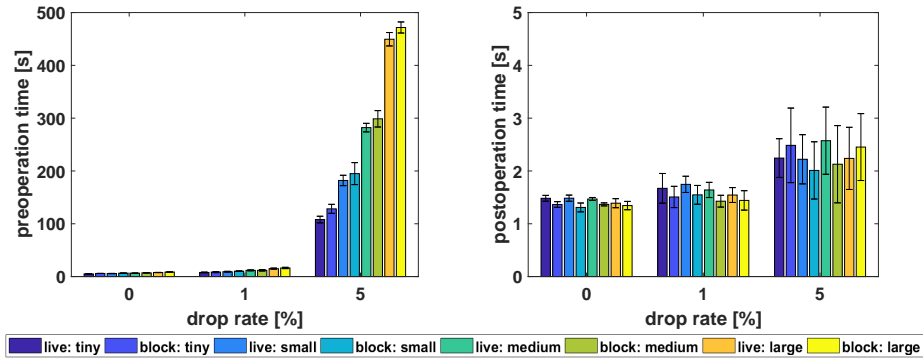 500
400
300
200
100
0
preoperation time [s]
0 1 5
drop rate [%]
5
4
3
2
1
0
postoperation time [s]
0 1 5
drop rate [%]
live: tiny block: tiny live: small block: small live: medium block: medium live: large block: large